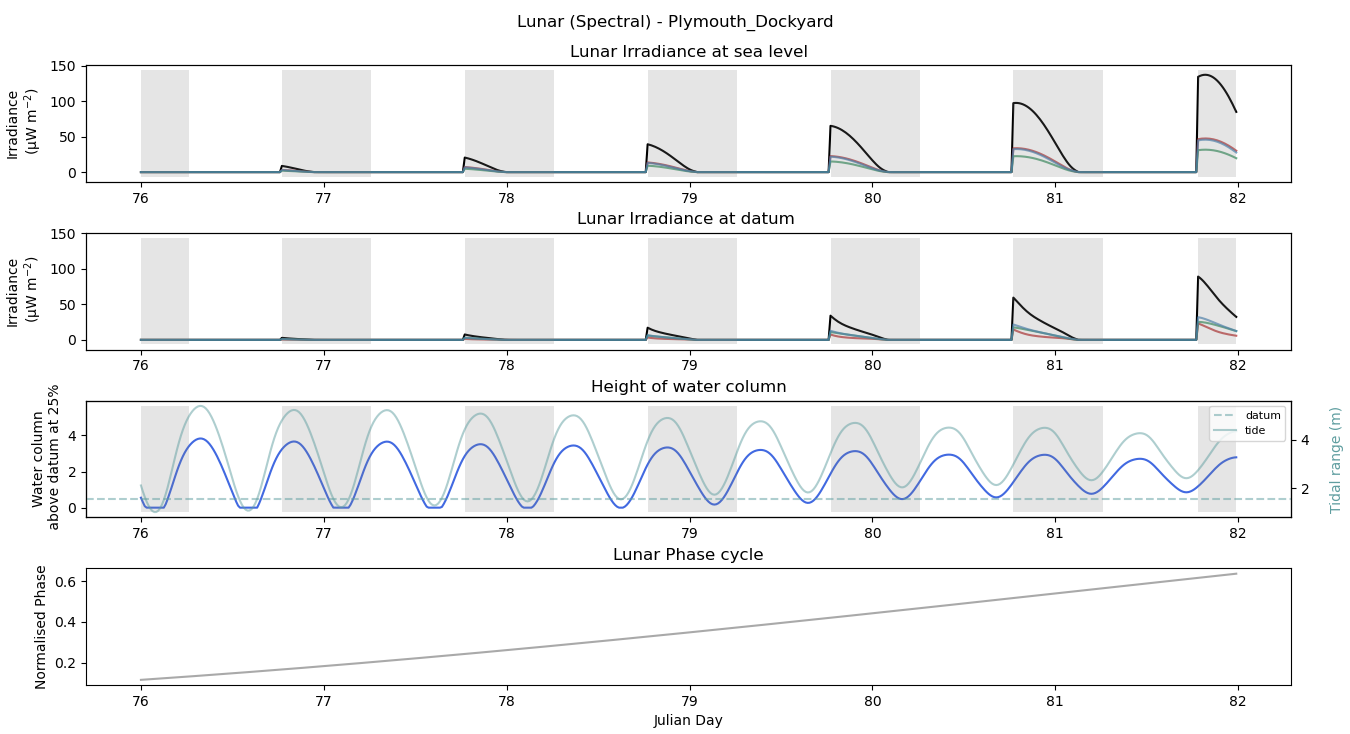 Lunar (Spectral) - Plymouth_Dockyard
Lunar Irradiance at sea level
Irradiance
(μW m⁻²)
150
100
50
0
76 77 78 79 80 81 82
Lunar Irradiance at datum
Irradiance
(μW m⁻²)
150
100
50
0
76 77 78 79 80 81 82
Height of water column
Water column
above datum at 25%
4
2
0
datum
tide
4
2
Tidal range (m)
76 77 78 79 80 81 82
Lunar Phase cycle
Normalised Phase
0.6
0.4
0.2
76 77 78 79 80 81 82
Julian Day